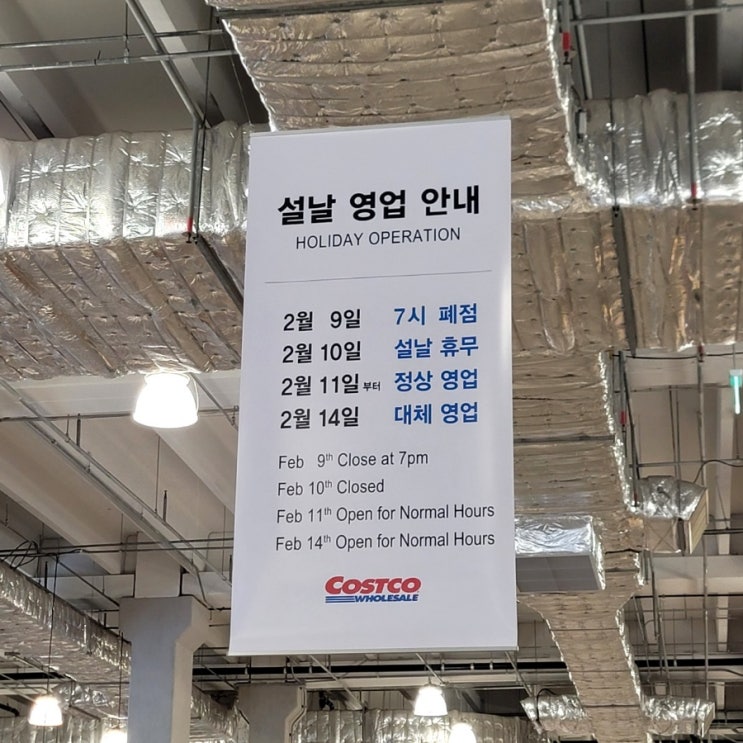 설날 영업 안내
HOLIDAY OPERATION
2월 9일 7시 폐점
2월 10일 설날 휴무
2월 11일부터 정상 영업
2월 14일 대체 영업
Feb 9th Close at 7pm
Feb 10th Closed
Feb 11th Open for Normal Hours
Feb 14th Open for Normal Hours
COSTCO
WHOLESALE